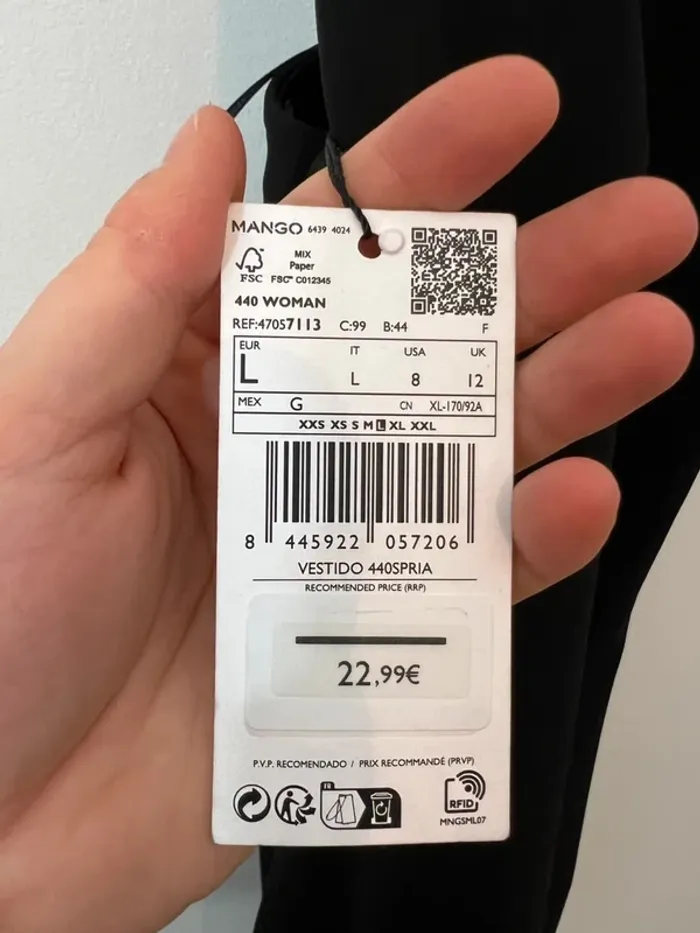 MANGO 6439 4024
MIX
Paper
FSC FSC™ C012345
440 WOMAN
REF:47057113 C:99 B:44 F
EUR IT USA UK
L L 8 12
MEX G CN XL-170/92A
XXS XS S M L XL XXL
8 445922 057206
VESTIDO 440SPRIA
RECOMMENDED PRICE (RRP)
22,99€
P.V.P. RECOMENDADO / PRIX RECOMMANDÉ (PRVP)
FR
RFID
MNGSML07